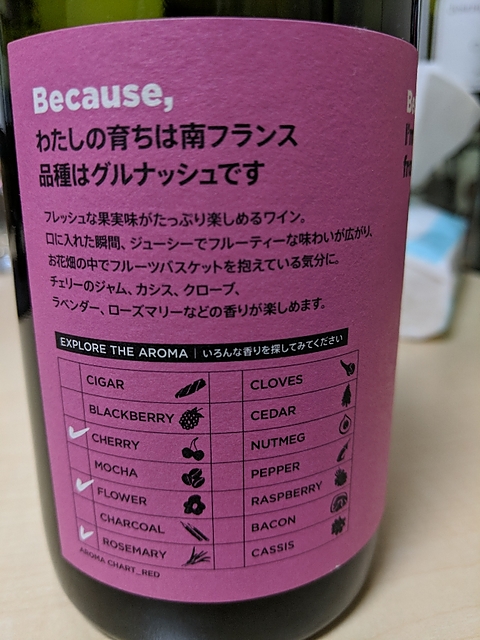 Because,
わたしの育ちは南フランス
品種はグルナッシュです
フレッシュな果実味がたっぷり楽しめるワイン。
口に入れた瞬間、ジューシーでフルーティーな味わいが広がり、
お花畑の中でフルーツバスケットを抱えている気分に。
チェリーのジャム、カシス、クローブ、
ラベンダー、ローズマリーなどの香りが楽しめます。
EXPLORE THE AROMA | いろんな香りを探してみてください
CIGAR
BLACKBERRY
CHERRY
MOCHA
FLOWER
CHARCOAL
ROSEMARY
CLOVES
CEDAR
NUTMEG
PEPPER
RASPBERRY
BACON
CASSIS
AROMA CHART_RED